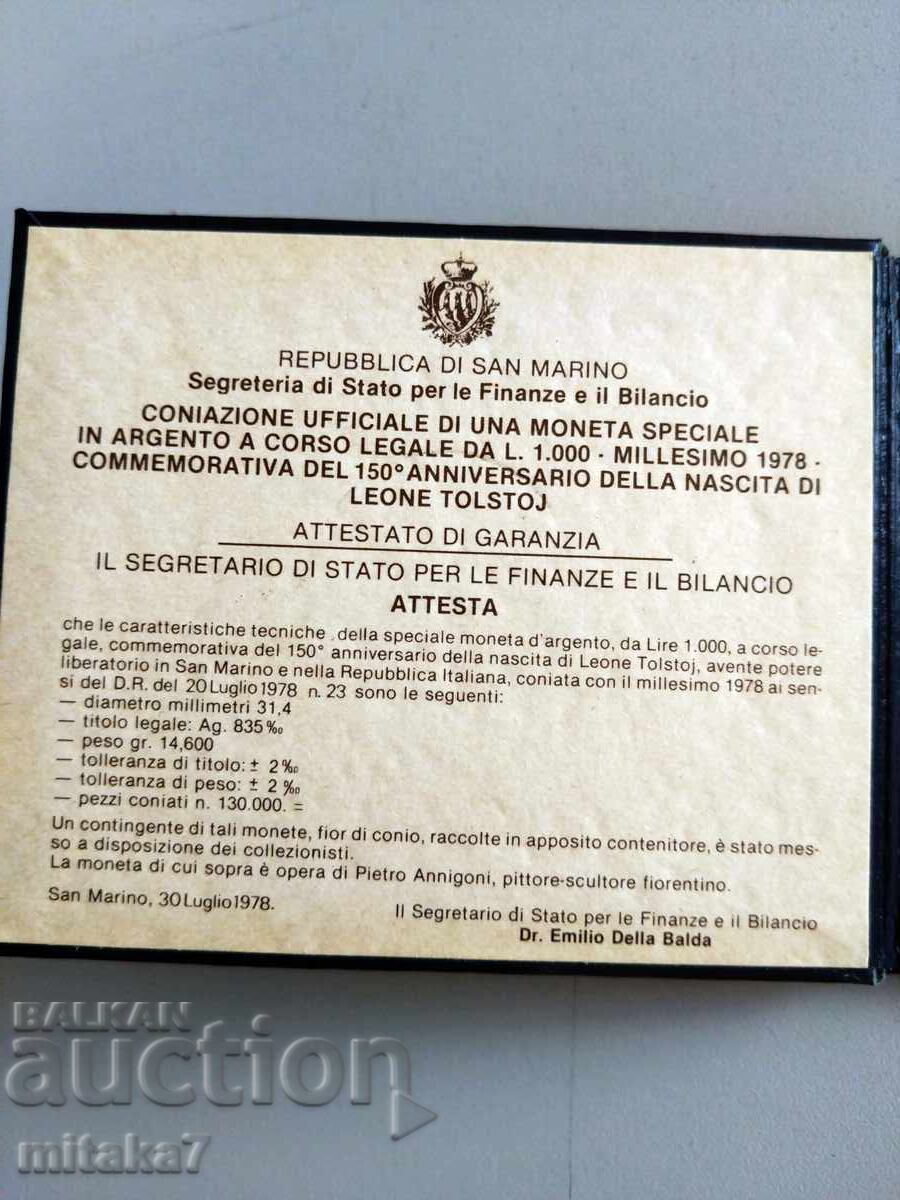 REPUBBLICA DI SAN MARINO
Segreteria di Stato per le Finanze e il Bilancio
CONIAZIONE UFFICIALE DI UNA MONETA SPECIALE
IN ARGENTO A CORSO LEGALE DA L. 1.000 - MILLESIMO 1978 -
COMMEMORATIVA DEL 150° ANNIVERSARIO DELLA NASCITA DI
LEONE TOLSTOJ
ATTESTATO DI GARANZIA
IL SEGRETARIO DI STATO PER LE FINANZE E IL BILANCIO
ATTESTA
che le caratteristiche tecniche della speciale moneta d'argento, da Lire 1.000, a corso le-
gale, commemorativa del 150° anniversario della nascita di Leone Tolstoj, avente potere
liberatorio in San Marino e nella Repubblica Italiana, coniata con il millesimo 1978 ai sen-
si del D.R. del 20 Luglio 1978 n. 23 sono le seguenti:
— diametro millimetri 31,4
— titolo legale: Ag. 835‰
— peso gr. 14,600
— tolleranza di titolo: ± 2‰
— tolleranza di peso: ± 2‰
— pezzi coniati n. 130.000. =
Un contingente di tali monete, fior di conio, raccolte in apposito contenitore, è stato mes-
so a disposizione dei collezionisti.
La moneta di cui sopra è opera di Pietro Annigoni, pittore-scultore fiorentino.
San Marino, 30 Luglio 1978.
Il Segretario di Stato per le Finanze e il Bilancio
Dr. Emilio Della Balda
BALKAN
auction
mitaka7